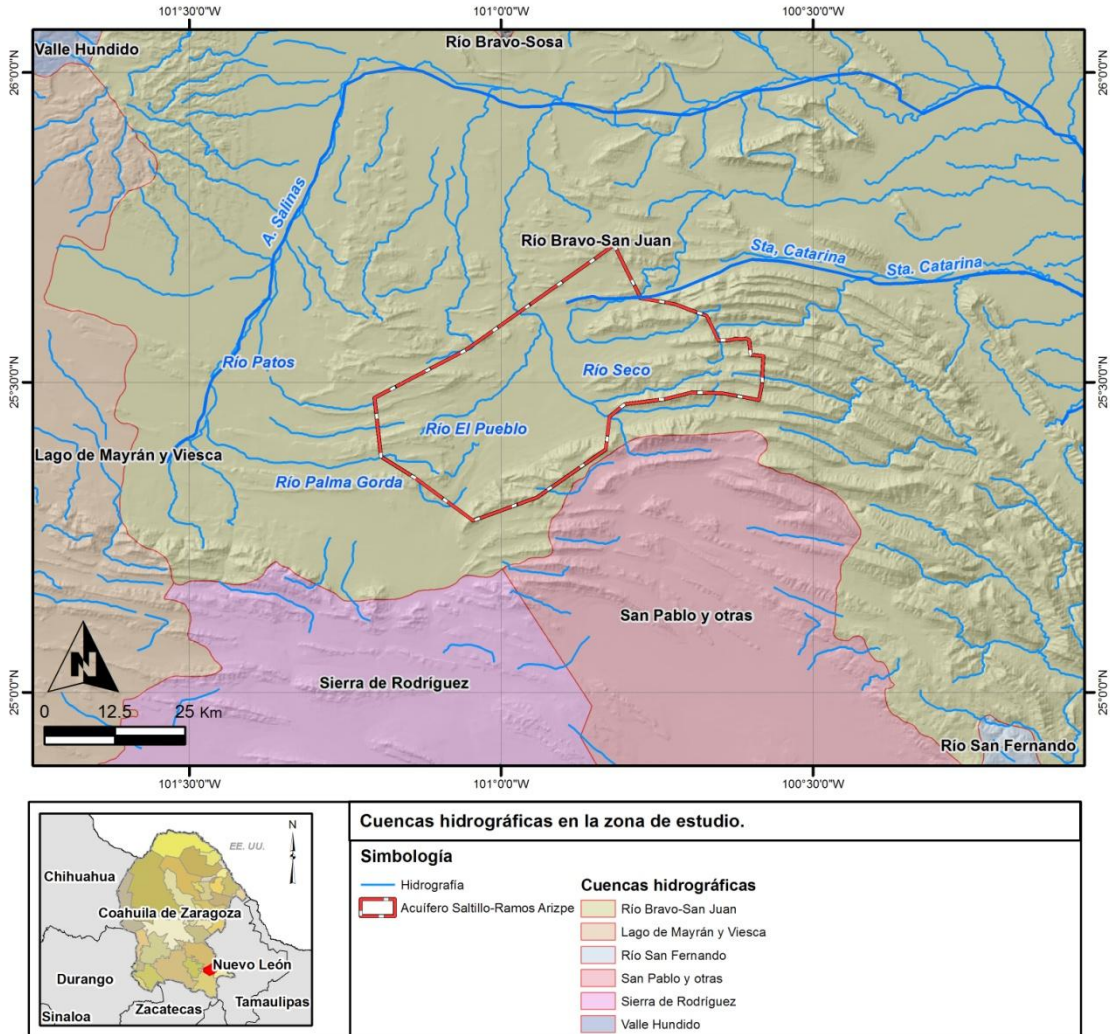 101°30'0"W
101°0'0"W
100°30'0"W
Valle Hundido
Río Bravo-Sosa
26°0'0"N
26°0'0"N
A. Salinas
Río Bravo-San Juan
Sta, Catarina
Sta. Catarina
Río Patos
Río Seco
25°30'0"N
25°30'0"N
Río El Pueblo
Lago de Mayrán y Viesca
Río Palma Gorda
San Pablo y otras
Sierra de Rodríguez
N
25°0'0"N
25°0'0"N
0 12.5 25 Km
Río San Fernando
101°30'0"W
101°0'0"W
100°30'0"W
N
EE. UU.
Chihuahua
Coahuila de Zaragoza
Nuevo León
Durango
Tamaulipas
Zacatecas
Sinaloa
Cuencas hidrográficas en la zona de estudio.
Simbología
Hidrografía
Acuífero Saltillo-Ramos Arizpe
Cuencas hidrográficas
Río Bravo-San Juan
Lago de Mayrán y Viesca
Río San Fernando
San Pablo y otras
Sierra de Rodríguez
Valle Hundido